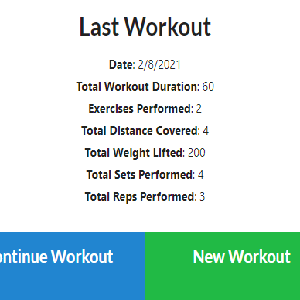 Last Workout
Date: 2/8/2021
Total Workout Duration: 60
Exercises Performed: 2
Total Distance Covered: 4
Total Weight Lifted: 200
Total Sets Performed: 4
Total Reps Performed: 3
ontinue Workout
New Workout